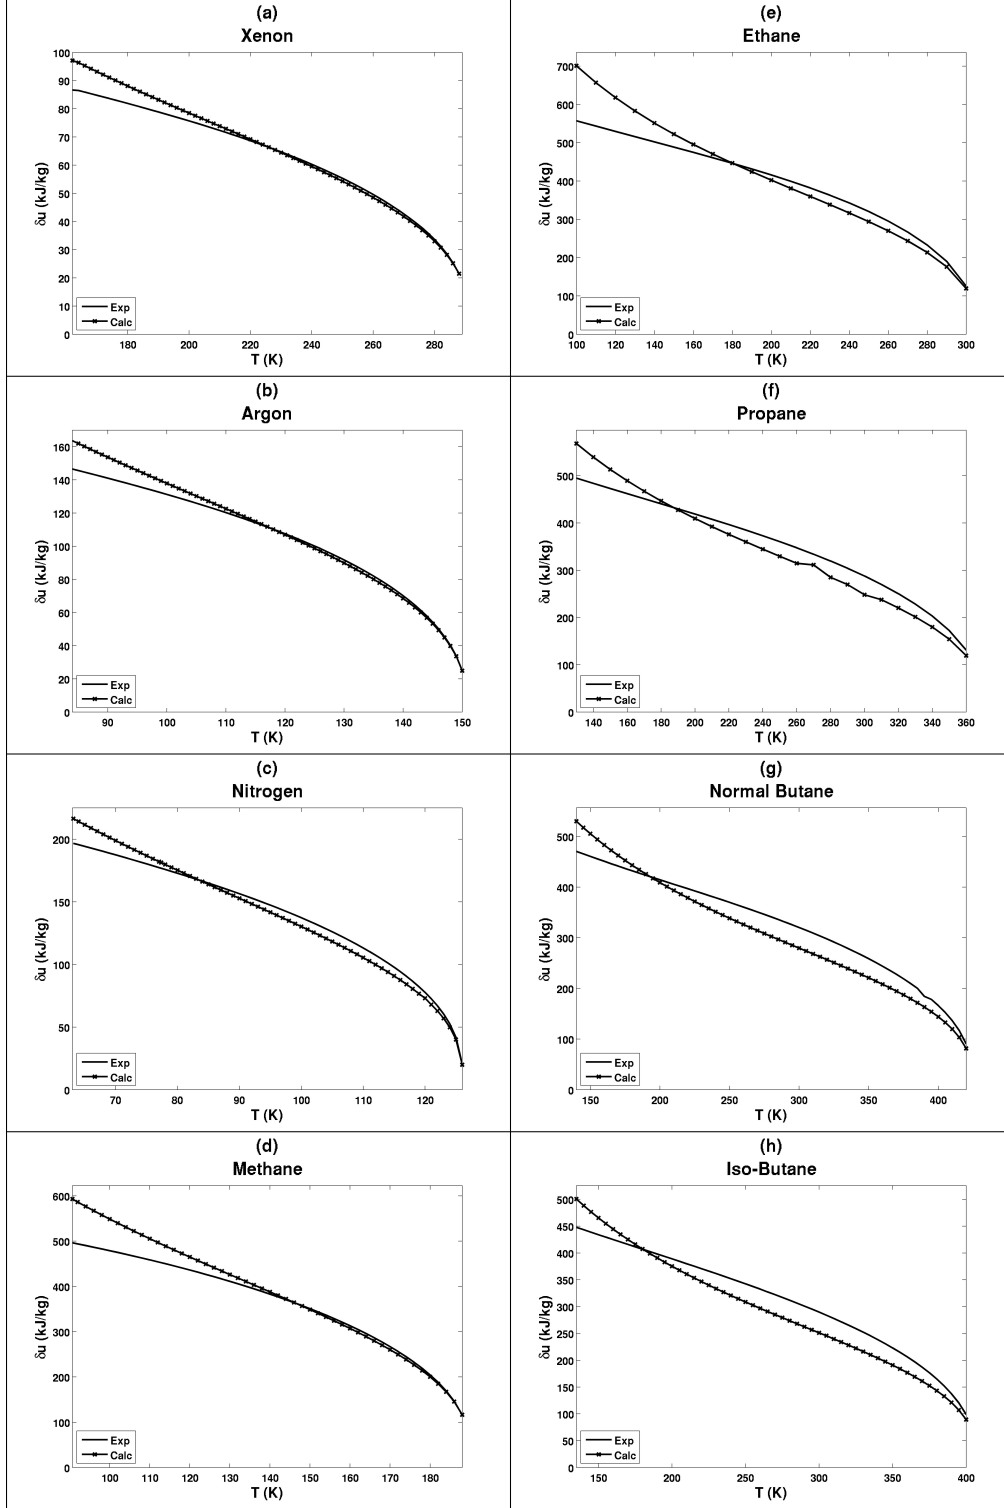 (a)
Xenon
100
90
80
70
60
50
40
30
20
10
0
δu (kJ/kg)
Exp
Calc
180 200 220 240 260 280
T (K)
(e)
Ethane
700
600
500
400
300
200
100
0
δu (kJ/kg)
Exp
Calc
100 120 140 160 180 200 220 240 260 280 300
T (K)
(b)
Argon
160
140
120
100
80
60
40
20
0
δu (kJ/kg)
Exp
Calc
90 100 110 120 130 140 150
T (K)
(f)
Propane
500
400
300
200
100
0
δu (kJ/kg)
Exp
Calc
140 160 180 200 220 240 260 280 300 320 340 360
T (K)
(c)
Nitrogen
200
150
100
50
0
δu (kJ/kg)
Exp
Calc
70 80 90 100 110 120
T (K)
(g)
Normal Butane
500
400
300
200
100
0
δu (kJ/kg)
Exp
Calc
150 200 250 300 350 400
T (K)
(d)
Methane
600
500
400
300
200
100
0
δu (kJ/kg)
Exp
Calc
100 110 120 130 140 150 160 170 180
T (K)
(h)
Iso-Butane
500
450
400
350
300
250
200
150
100
50
0
δu (kJ/kg)
Exp
Calc
150 200 250 300 350 400
T (K)